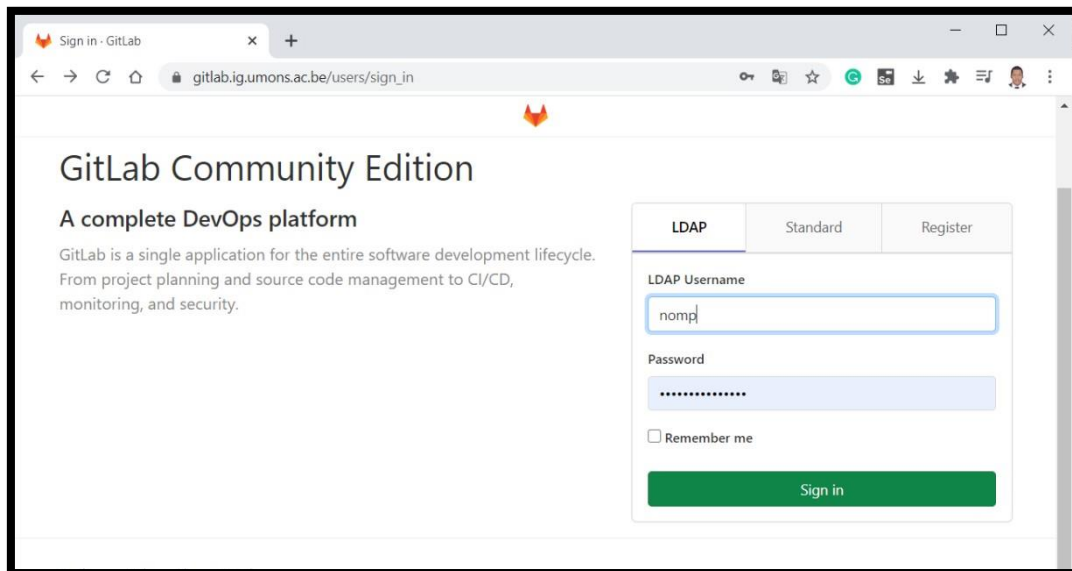 Sign in · GitLab
gitlab.ig.umons.ac.be/users/sign_in
Se
GitLab Community Edition
A complete DevOps platform
GitLab is a single application for the entire software development lifecycle.
From project planning and source code management to CI/CD,
monitoring, and security.
LDAP Standard Register
LDAP Username
nomp
Password
•••••••••••••••
Remember me
Sign in